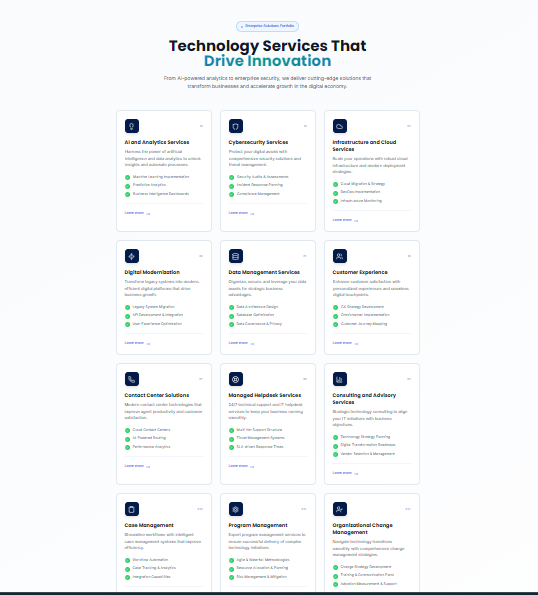 Enterprise Solutions Portfolio
Technology Services That
Drive Innovation
From AI-powered analytics to enterprise security, we deliver cutting-edge solutions that
transform businesses and accelerate growth in the digital economy.
AI and Analytics Services
Harness the power of artificial
intelligence and data analytics to unlock
insights and automate processes.
Machine Learning Implementation
Predictive Analytics
Business Intelligence Dashboards
Learn more →
Cybersecurity Services
Protect your digital assets with
comprehensive security solutions and
threat management.
Security Audits & Assessments
Incident Response Planning
Compliance Management
Learn more →
Infrastructure and Cloud
Services
Build your operations with robust cloud
infrastructure and modern deployment
strategies.
Cloud Migration & Strategy
DevOps Implementation
Infrastructure Monitoring
Learn more →
Digital Modernization
Transform legacy systems into modern,
efficient digital platforms that drive
business growth.
Legacy System Migration
API Development & Integration
User Experience Optimization
Learn more →
Data Management Services
Organize, secure, and leverage your data
assets for strategic business
advantages.
Data Architecture Design
Database Optimization
Data Governance & Privacy
Learn more →
Customer Experience
Enhance customer satisfaction with
personalized experiences and seamless
digital touchpoints.
CX Strategy Development
Omnichannel Implementation
Customer Journey Mapping
Learn more →
Contact Center Solutions
Modern contact center technologies that
improve agent productivity and customer
satisfaction.
Cloud Contact Centers
AI-Powered Routing
Performance Analytics
Learn more →
Managed Helpdesk Services
24/7 technical support and IT helpdesk
services to keep your business running
smoothly.
Multi-tier Support Structure
Ticket Management Systems
SLA-driven Response Times
Learn more →
Consulting and Advisory
Services
Strategic technology consulting to align
your IT initiatives with business
objectives.
Technology Strategy Planning
Digital Transformation Roadmaps
Vendor Selection & Management
Learn more →
Case Management
Streamline workflows with intelligent
case management systems that improve
efficiency.
Workflow Automation
Case Tracking & Analytics
Integration Capabilities
Program Management
Expert program management services to
ensure successful delivery of complex
technology initiatives.
Agile & Waterfall Methodologies
Resource Allocation & Planning
Risk Management & Mitigation
Organizational Change
Management
Navigate technology transitions
smoothly with comprehensive change
management strategies.
Change Strategy Development
Training & Communication Plans
Adoption Measurement & Support